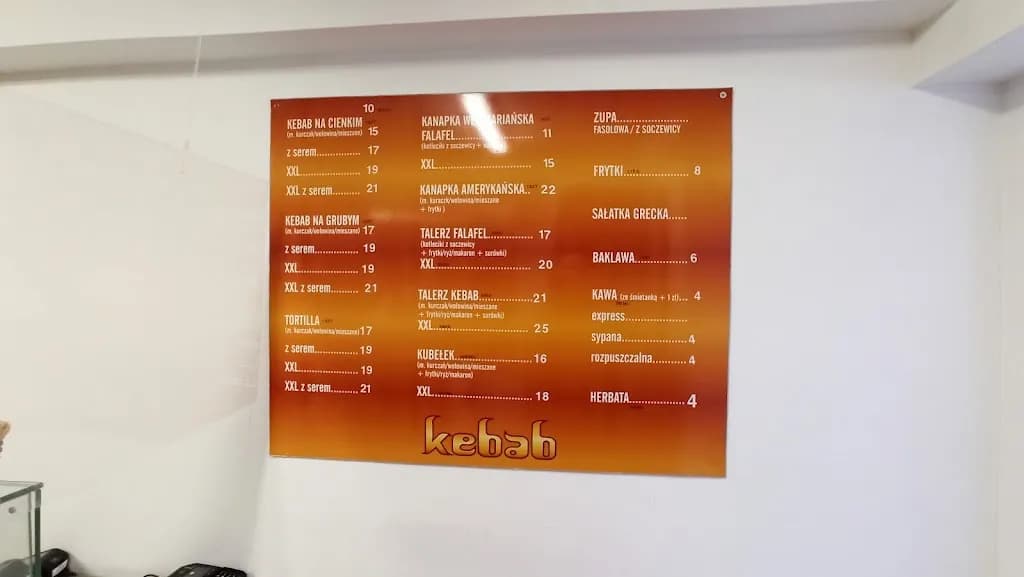 10
KEBAB NA CIENKIM
(m. kurczak/wołowina/mieszane) 15
z serem............... 17
XXL..................... 19
XXL z serem.......... 21
KEBAB NA GRUBYM
(m. kurczak/wołowina/mieszane) 17
z serem............... 19
XXL..................... 19
XXL z serem.......... 21
TORTILLA
(m. kurczak/wołowina/mieszane) 17
z serem............... 19
XXL..................... 19
XXL z serem.......... 21
KANAPKA
FALAFEL..................... 11
(kotleciki z soczewicy +
XXL............................. 15
KANAPKA AMERYKAŃSKA.. 22
(m. kuraczk/wołowina/mieszane
+ frytki )
TALERZ FALAFEL............. 17
(kotleciki z soczewicy
+ frytki/ryż/makaron + surówki)
XXL............................. 20
TALERZ KEBAB............... 21
(m. kurczak/wołowina/mieszane
+ frytki/ryż/makaron + surówki)
XXL............................. 25
KUBEŁEK..................... 16
(m. kurczak/wołowina/mieszane
+ frytki/ryż/makaron)
XXL............................. 18
ZUPA.....................
FASOLOWA / Z SOCZEWICY
FRYTKI.................... 8
SAŁATKA GRECKA......
BAKLAWA................ 6
KAWA (ze śmietanką + 1 zł)... 4
express...................
sypana.................... 4
rozpuszczalna........... 4
HERBATA................ 4
kebab